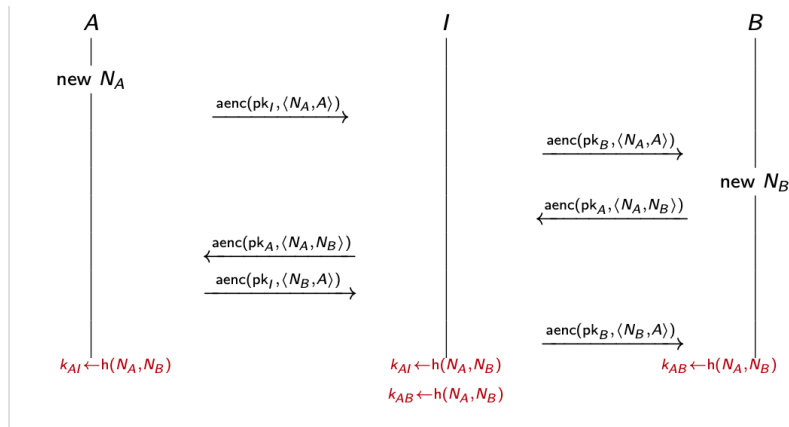 A I B
new N_A
aenc(pk_I,⟨N_A,A⟩)
aenc(pk_B,⟨N_A,A⟩)
new N_B
aenc(pk_A,⟨N_A,N_B⟩)
aenc(pk_A,⟨N_A,N_B⟩)
aenc(pk_I,⟨N_B,A⟩)
aenc(pk_B,⟨N_B,A⟩)
k_AI←h(N_A,N_B) k_AI←h(N_A,N_B) k_AB←h(N_A,N_B)
k_AB←h(N_A,N_B)